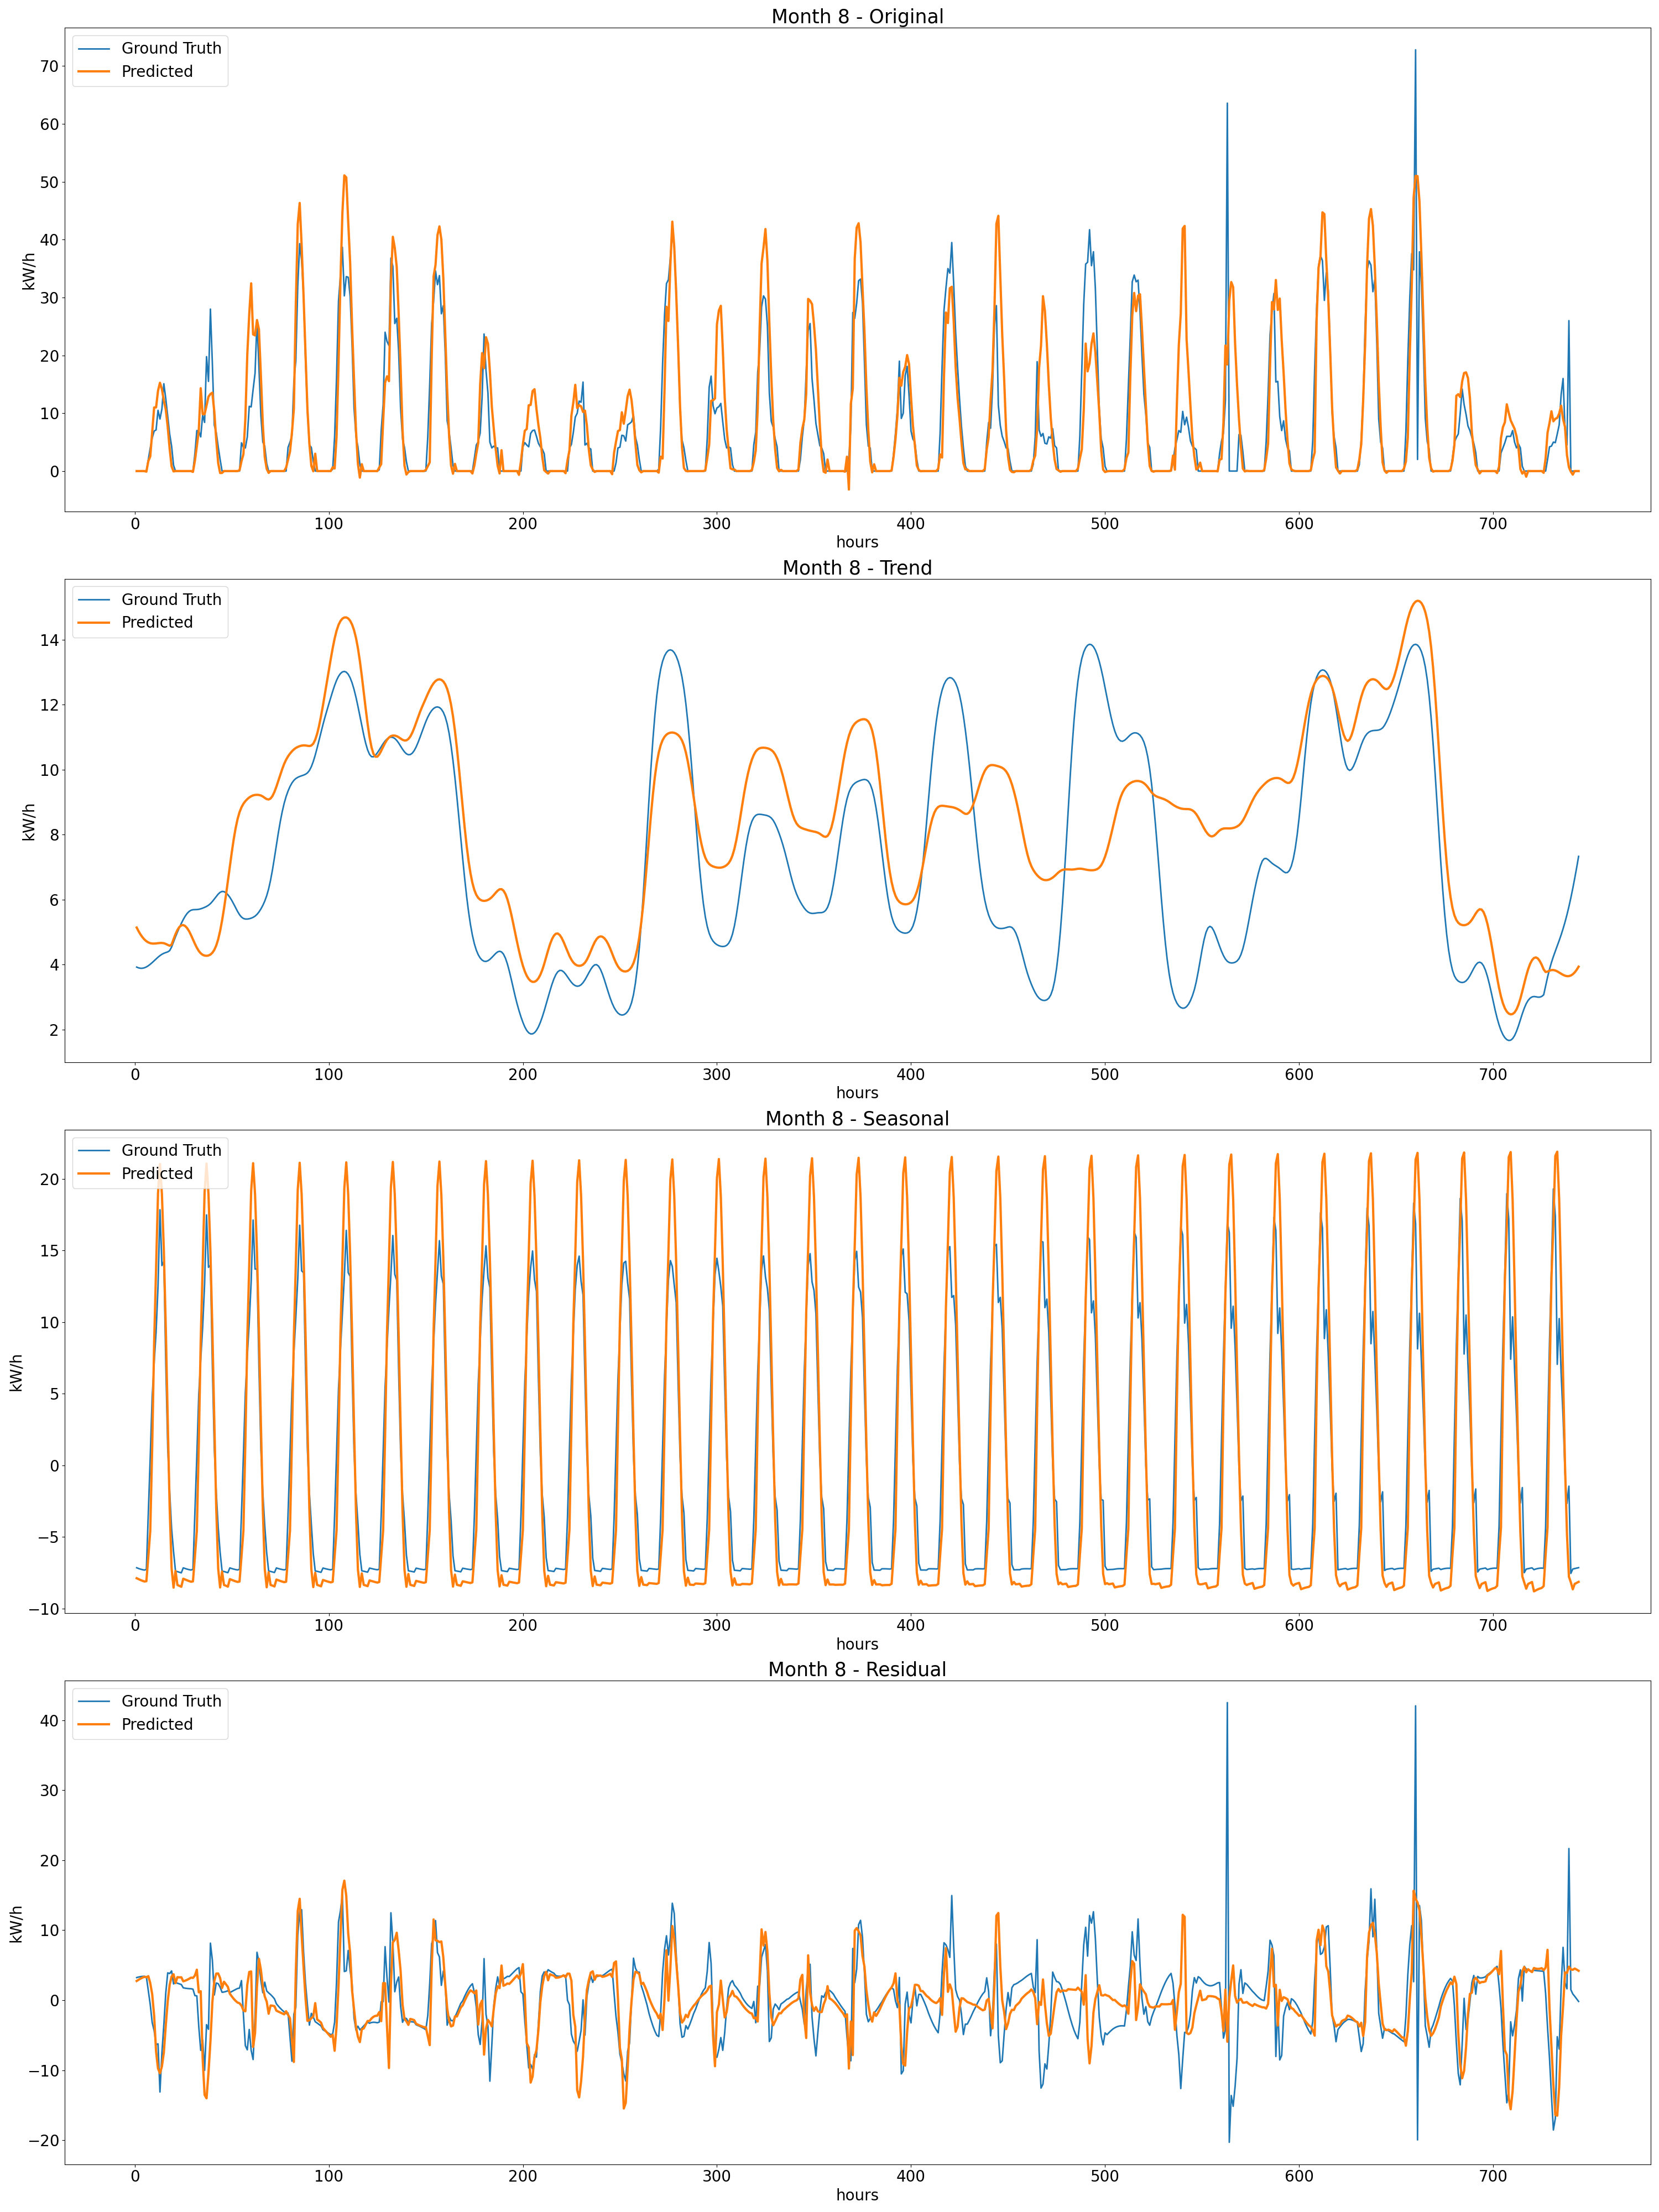 Month 8 - Original
Ground Truth
Predicted
70
60
50
40
30
20
10
0
kW/h
0 100 200 300 400 500 600 700
hours
Month 8 - Trend
Ground Truth
Predicted
14
12
10
8
6
4
2
kW/h
0 100 200 300 400 500 600 700
hours
Month 8 - Seasonal
Ground Truth
Predicted
20
15
10
5
0
−5
−10
kW/h
0 100 200 300 400 500 600 700
hours
Month 8 - Residual
Ground Truth
Predicted
40
30
20
10
0
−10
−20
kW/h
0 100 200 300 400 500 600 700
hours